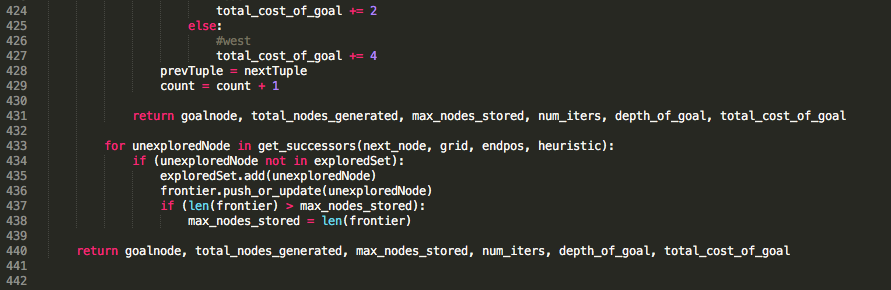 424 total_cost_of_goal += 2
425 else:
426 #west
427 total_cost_of_goal += 4
428 prevTuple = nextTuple
429 count = count + 1
430
431 return goalnode, total_nodes_generated, max_nodes_stored, num_iters, depth_of_goal, total_cost_of_goal
432
433 for unexploredNode in get_successors(next_node, grid, endpos, heuristic):
434 if (unexploredNode not in exploredSet):
435 exploredSet.add(unexploredNode)
436 frontier.push_or_update(unexploredNode)
437 if (len(frontier) > max_nodes_stored):
438 max_nodes_stored = len(frontier)
439
440 return goalnode, total_nodes_generated, max_nodes_stored, num_iters, depth_of_goal, total_cost_of_goal
441
442